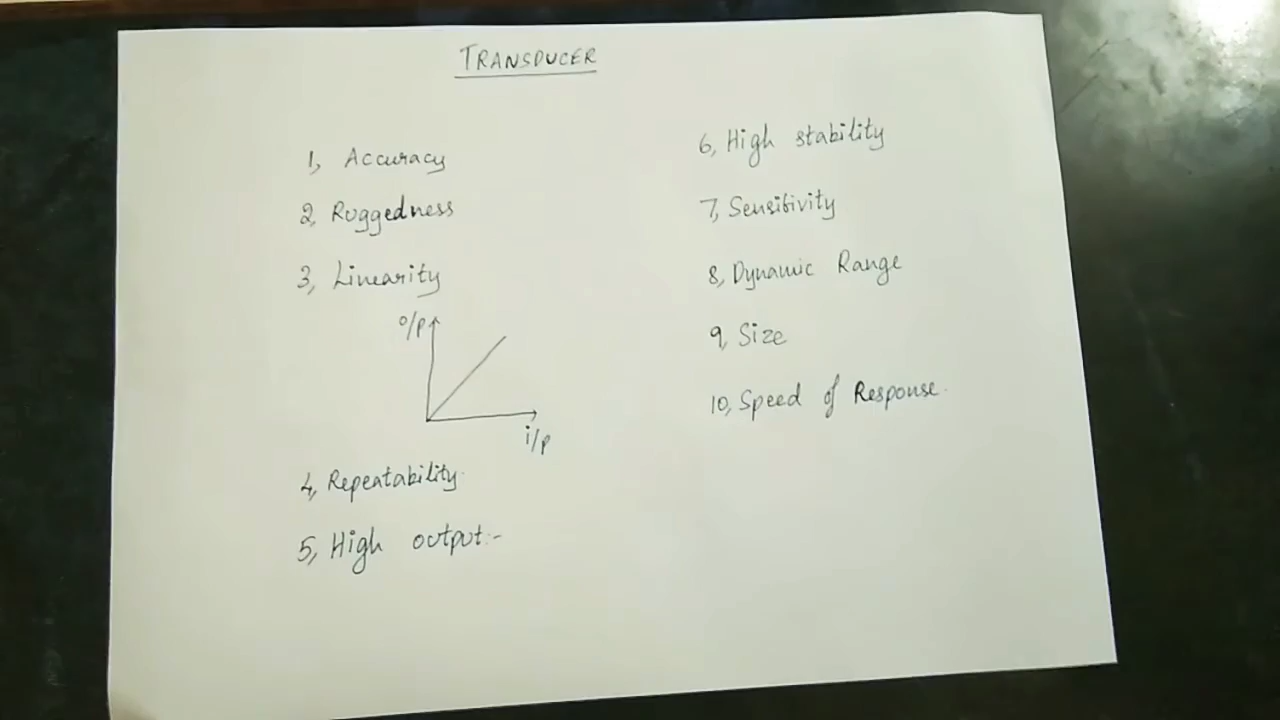 TRANSDUCER
1, Accuracy
2, Ruggedness
3, Linearity
o/p
i/p
4, Repeatability.
5, High output:-
6, High stability
7, Sensitivity
8, Dynamic Range
9, Size
10, Speed of Response.